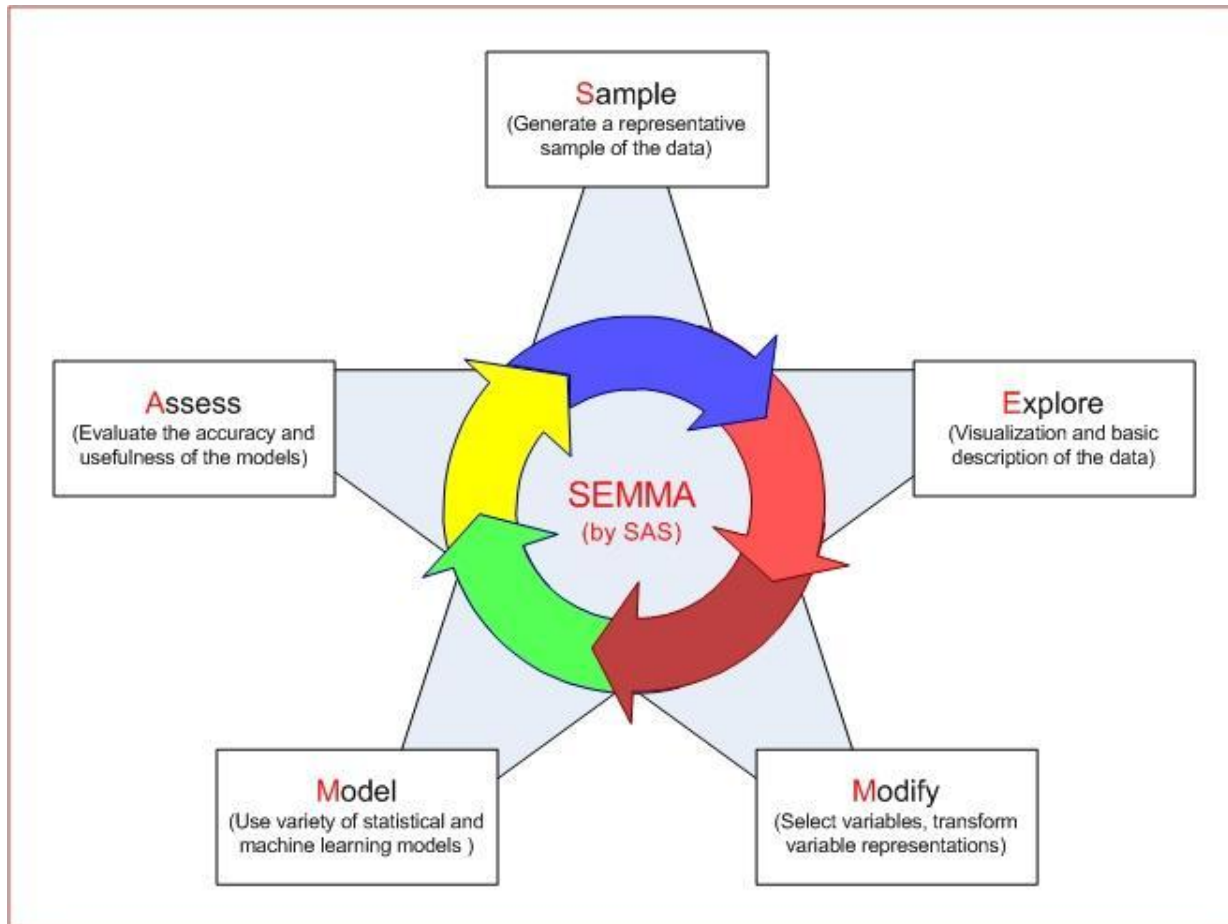 Sample
(Generate a representative
sample of the data)
Assess
(Evaluate the accuracy and
usefulness of the models)
Explore
(Visualization and basic
description of the data)
SEMMA
(by SAS)
Model
(Use variety of statistical and
machine learning models )
Modify
(Select variables, transform
variable representations)